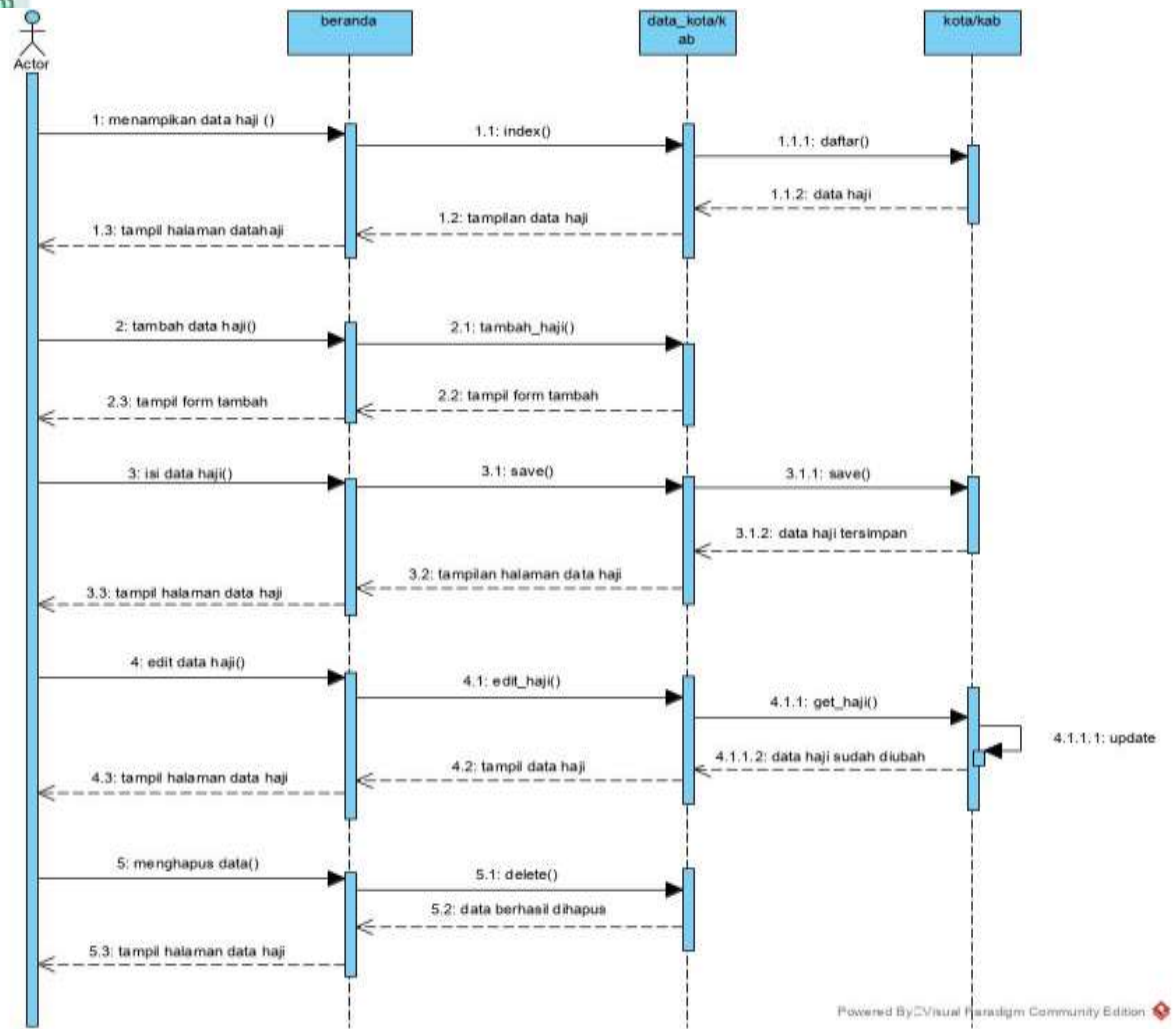 beranda
data_kota/k
ab
kota/kab
Actor
1: menampikan data haji ()
1.1: index()
1.1.1: daftar()
1.1.2: data haji
1.2: tampilan data haji
1.3: tampil halaman datahaji
2: tambah data haji()
2.1: tambah_haji()
2.2: tampil form tambah
2.3: tampil form tambah
3: isi data haji()
3.1: save()
3.1.1: save()
3.1.2: data haji tersimpan
3.2: tampilan halaman data haji
3.3: tampil halaman data haji
4: edit data haji()
4.1: edit_haji()
4.1.1: get_haji()
4.1.1.1: update
4.1.1.2: data haji sudah diubah
4.2: tampil data haji
4.3: tampil halaman data haji
5: menghapus data()
5.1: delete()
5.2: data berhasil dihapus
5.3: tampil halaman data haji
Powered By Visual Paradigm Community Edition